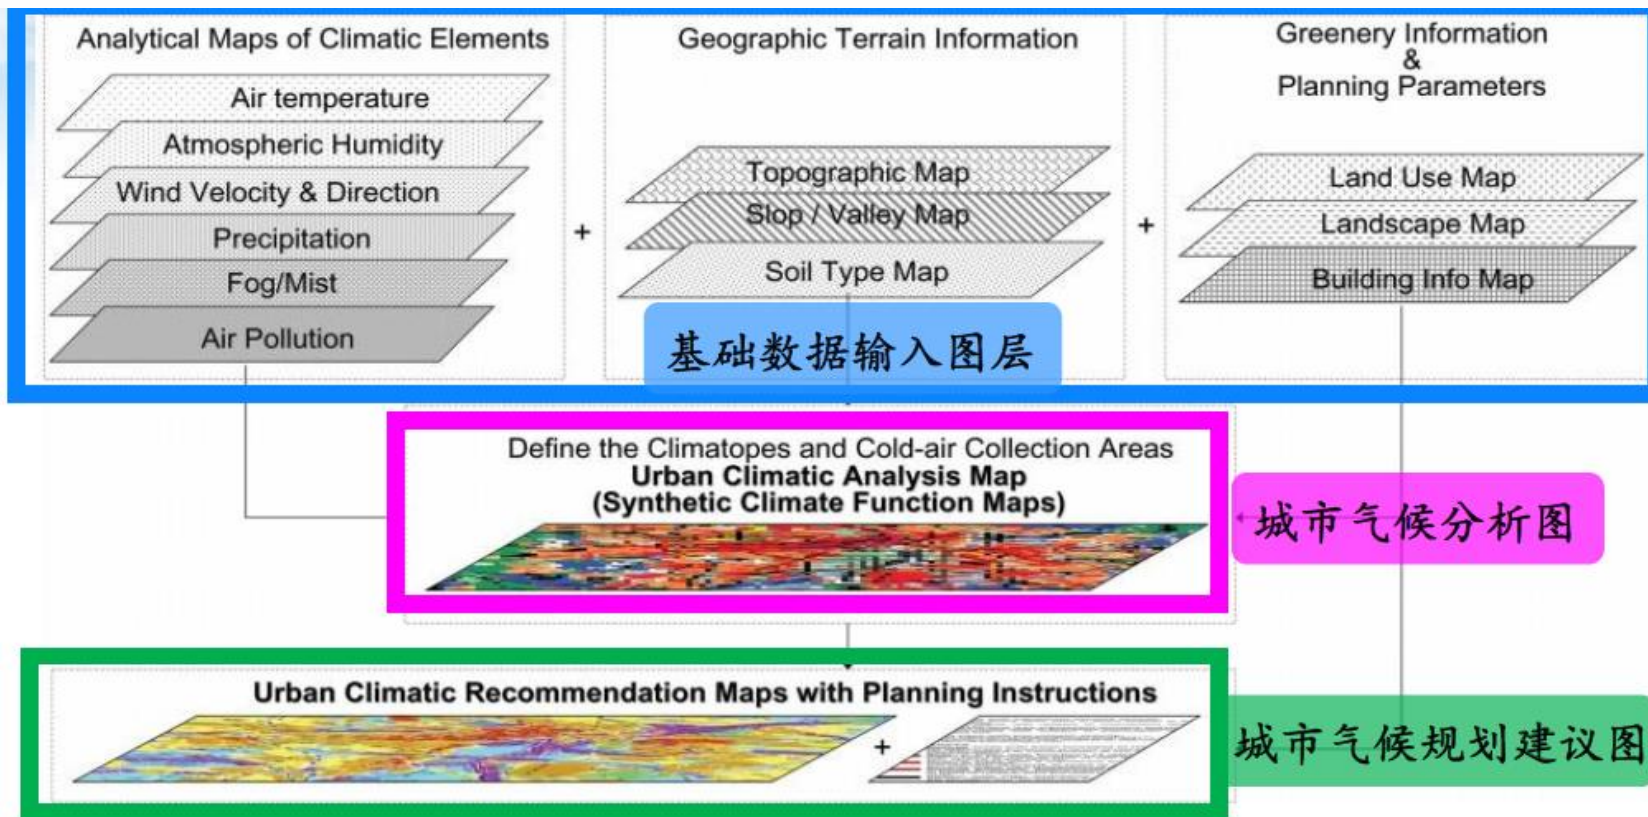 Analytical Maps of Climatic Elements
Air temperature
Atmospheric Humidity
Wind Velocity & Direction
Precipitation
Fog/Mist
Air Pollution
+
Geographic Terrain Information
Topographic Map
Slop / Valley Map
Soil Type Map
+
Greenery Information
&
Planning Parameters
Land Use Map
Landscape Map
Building Info Map
基础数据输入图层
Define the Climatopes and Cold-air Collection Areas
Urban Climatic Analysis Map
(Synthetic Climate Function Maps)
城市气候分析图
Urban Climatic Recommendation Maps with Planning Instructions
+
城市气候规划建议图